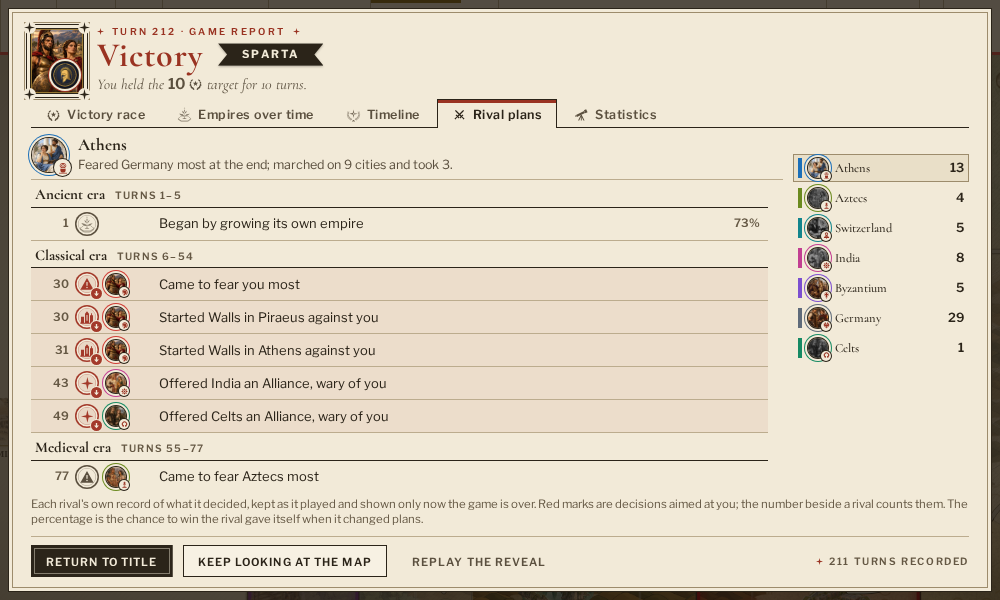 TURN 212 · GAME REPORT
Victory
SPARTA
You held the 10 target for 10 turns.
Victory race
Empires over time
Timeline
Rival plans
Statistics
Athens
Feared Germany most at the end; marched on 9 cities and took 3.
Ancient era TURNS 1–5
1 Began by growing its own empire 73%
Classical era TURNS 6–54
30 Came to fear you most
30 Started Walls in Piraeus against you
31 Started Walls in Athens against you
43 Offered India an Alliance, wary of you
49 Offered Celts an Alliance, wary of you
Medieval era TURNS 55–77
77 Came to fear Aztecs most
Athens 13
Aztecs 4
Switzerland 5
India 8
Byzantium 5
Germany 29
Celts 1
Each rival's own record of what it decided, kept as it played and shown only now the game is over. Red marks are decisions aimed at you; the number beside a rival counts them. The
percentage is the chance to win the rival gave itself when it changed plans.
RETURN TO TITLE
KEEP LOOKING AT THE MAP
REPLAY THE REVEAL
+ 211 TURNS RECORDED